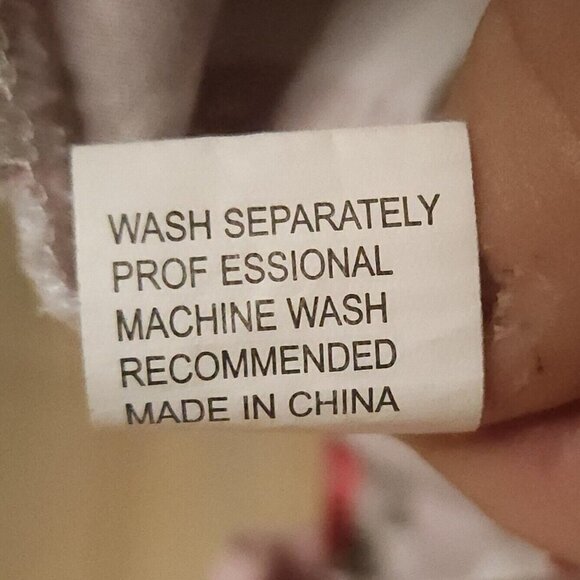 WASH SEPARATELY
PROF ESSIONAL
MACHINE WASH
RECOMMENDED
MADE IN CHINA